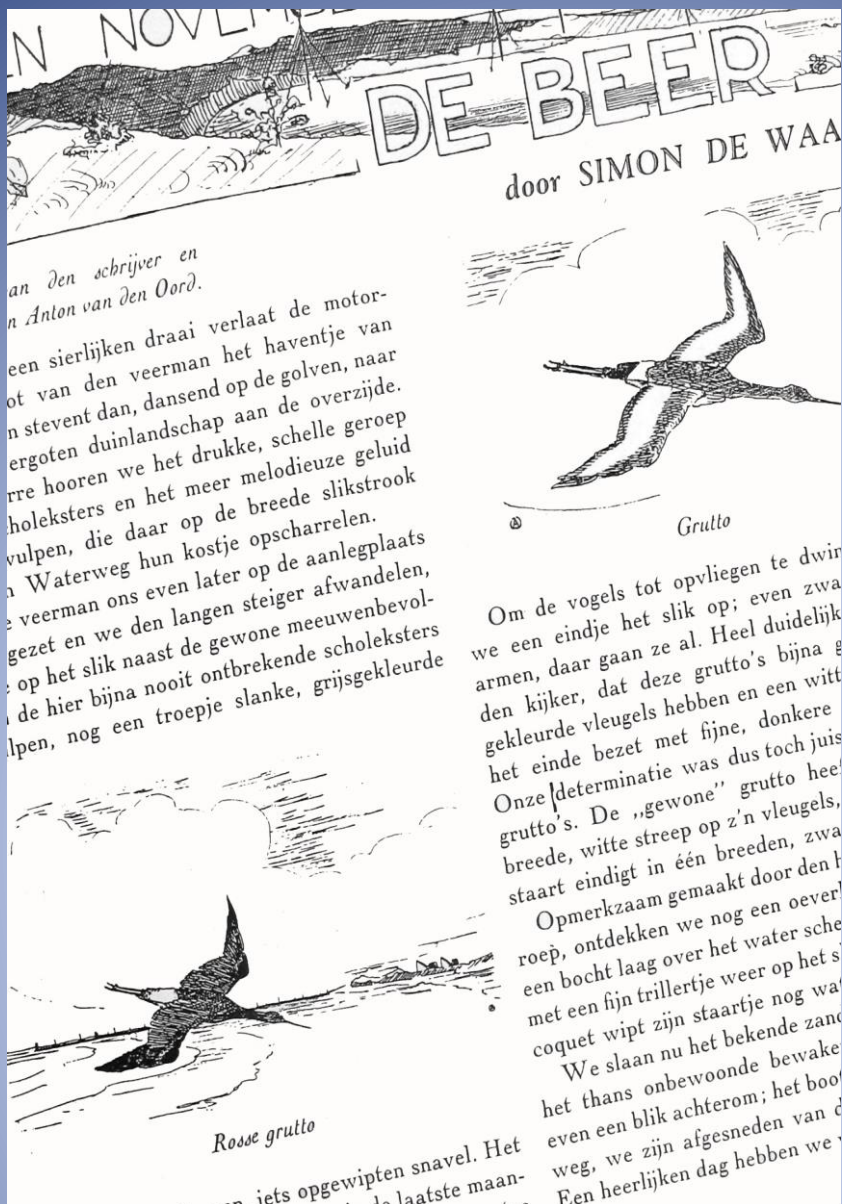 N NOVEM
DE BEER
door SIMON DE WAA
an den schrijver en
n Anton van den Oord.
een sierlijken draai verlaat de motor-
ot van den veerman het haventje van
n stevent dan, dansend op de golven, naar
ergoten duinlandschap aan de overzijde.
rre hooren we het drukke, schelle geroep
choleksters en het meer melodieuze geluid
wulpen, die daar op de breede slikstrook
n Waterweg hun kostje opscharrelen.
e veerman ons even later op de aanlegplaats
gezet en we den langen steiger afwandelen,
op het slik naast de gewone meeuwenbevol-
de hier bijna nooit ontbrekende scholeksters
lpen, nog een troepje slanke, grijsgekleurde
Rosse grutto
iets opgewipten snavel. Het
de laatste maan-
Grutto
Om de vogels tot opvliegen te dwin
we een eindje het slik op; even zwa
armen, daar gaan ze al. Heel duidelijk
den kijker, dat deze grutto's bijna g
gekleurde vleugels hebben en een witt
het einde bezet met fijne, donkere
Onze determinatie was dus toch juis
grutto's. De „gewone” grutto hee
breede, witte streep op z'n vleugels,
staart eindigt in één breeden, zwa
Opmerkzaam gemaakt door den h
roep, ontdekken we nog een oeverl
een bocht laag over het water sche
met een fijn trillertje weer op het s
coquet wipt zijn staartje nog wa
We slaan nu het bekende zand
het thans onbewoonde bewake
even een blik achterom; het boot
weg, we zijn afgesneden van d
Een heerlijken dag hebben we v